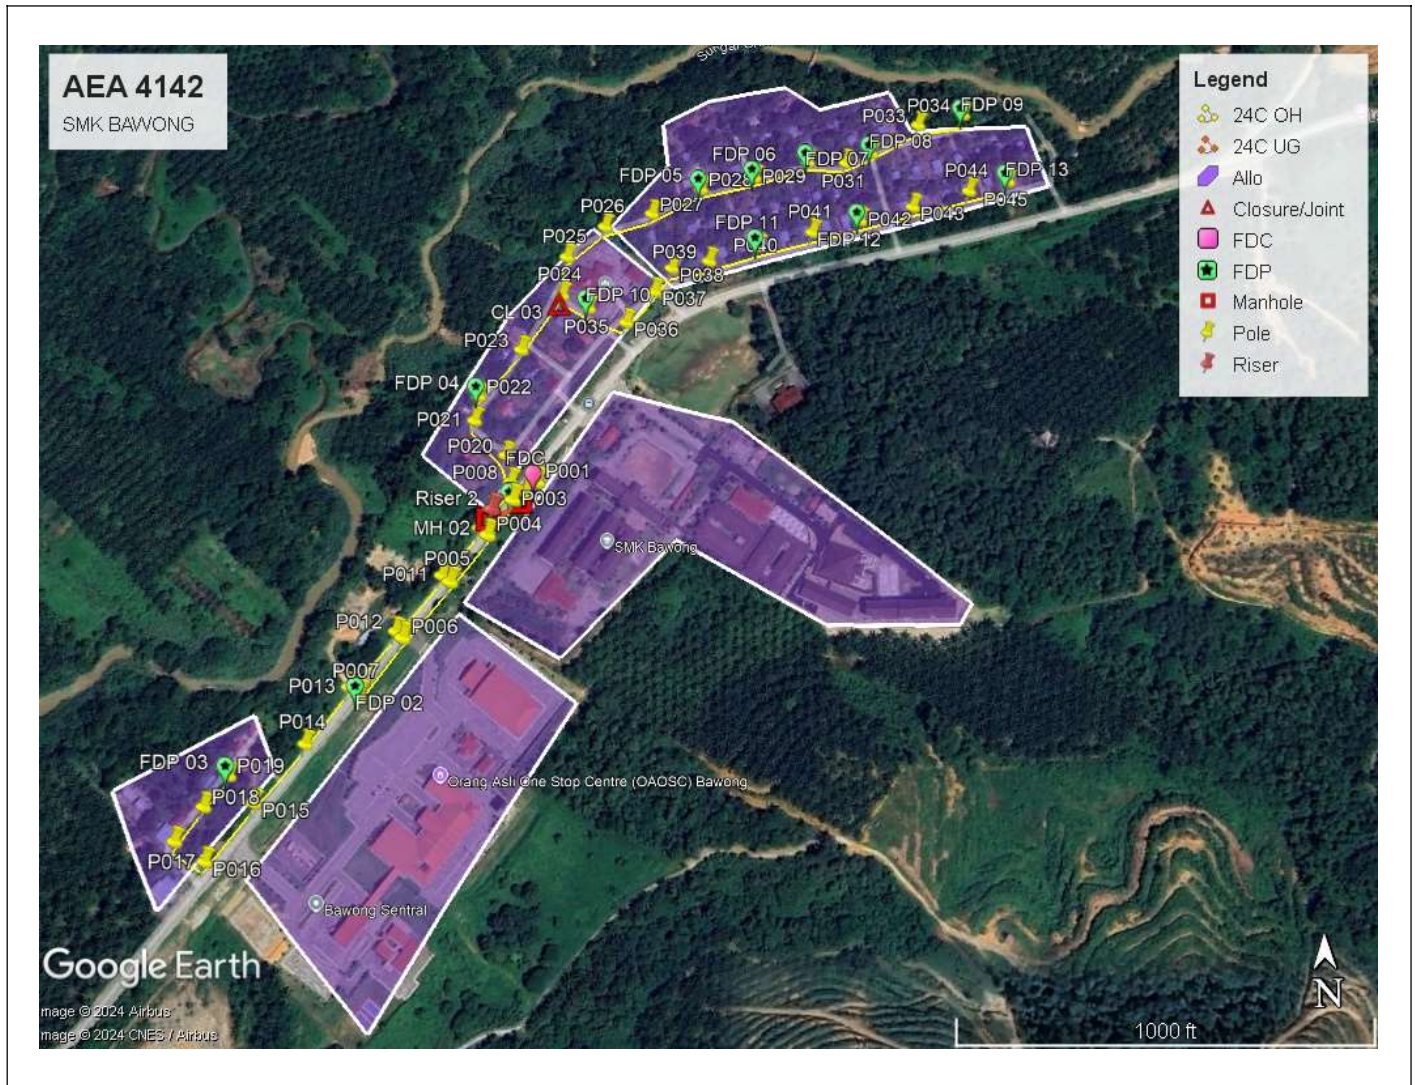 AEA 4142
SMK BAWONG
Legend
24C OH
24C UG
Allo
Closure/Joint
FDC
FDP
Manhole
Pole
Riser
P034
FDP 09
P033
FDP 08
FDP 06
FDP 07
FDP 05
P028
P029
P031
P044
FDP 13
P045
P026
P027
FDP 11
P041
P042
P043
P025
P039
P040
FDP 12
P038
P024
P037
FDP 10
CL 03
P035
P036
P023
FDP 04
P022
P021
P020
FDC
P008
P001
Riser 2
P003
MH 02
P004
SMK Bawong
P005
P011
P012
P006
P007
P013
FDP 02
P014
FDP 03
P019
P018
P015
Orang Asli One Stop Centre (OAOSC) Bawong
P017
P016
Bawong Sentral
Google Earth
mage © 2024 Airbus
mage © 2024 CNES / Airbus
N
1000 ft